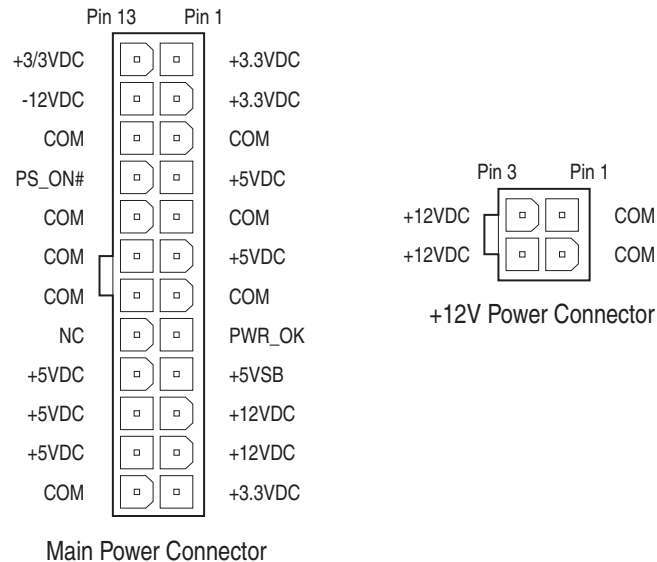 Pin 13 Pin 1
+3/3VDC +3.3VDC
-12VDC +3.3VDC
COM COM
PS_ON# +5VDC
COM COM
COM +5VDC
COM COM
NC PWR_OK
+5VDC +5VSB
+5VDC +12VDC
+5VDC +12VDC
COM +3.3VDC
Main Power Connector
Pin 3 Pin 1
+12VDC COM
+12VDC COM
+12V Power Connector